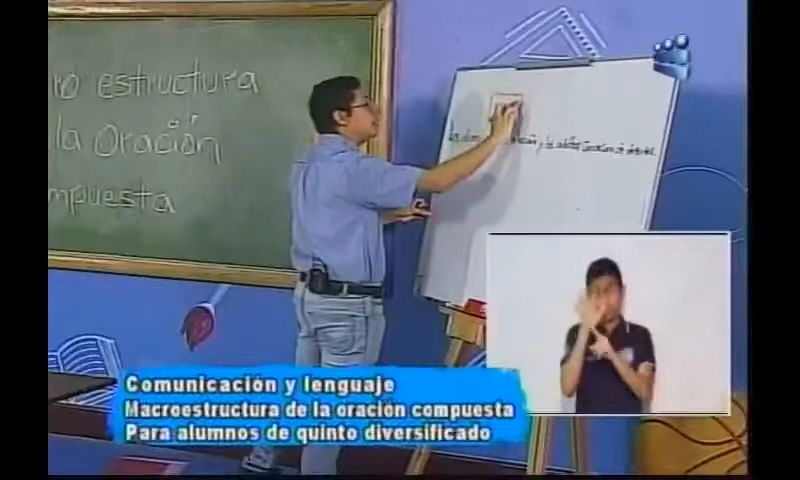 ro estructura
la oración
mpuesta
Comunicación y lenguaje
Macroestructura de la oración compuesta
Para alumnos de quinto diversificado